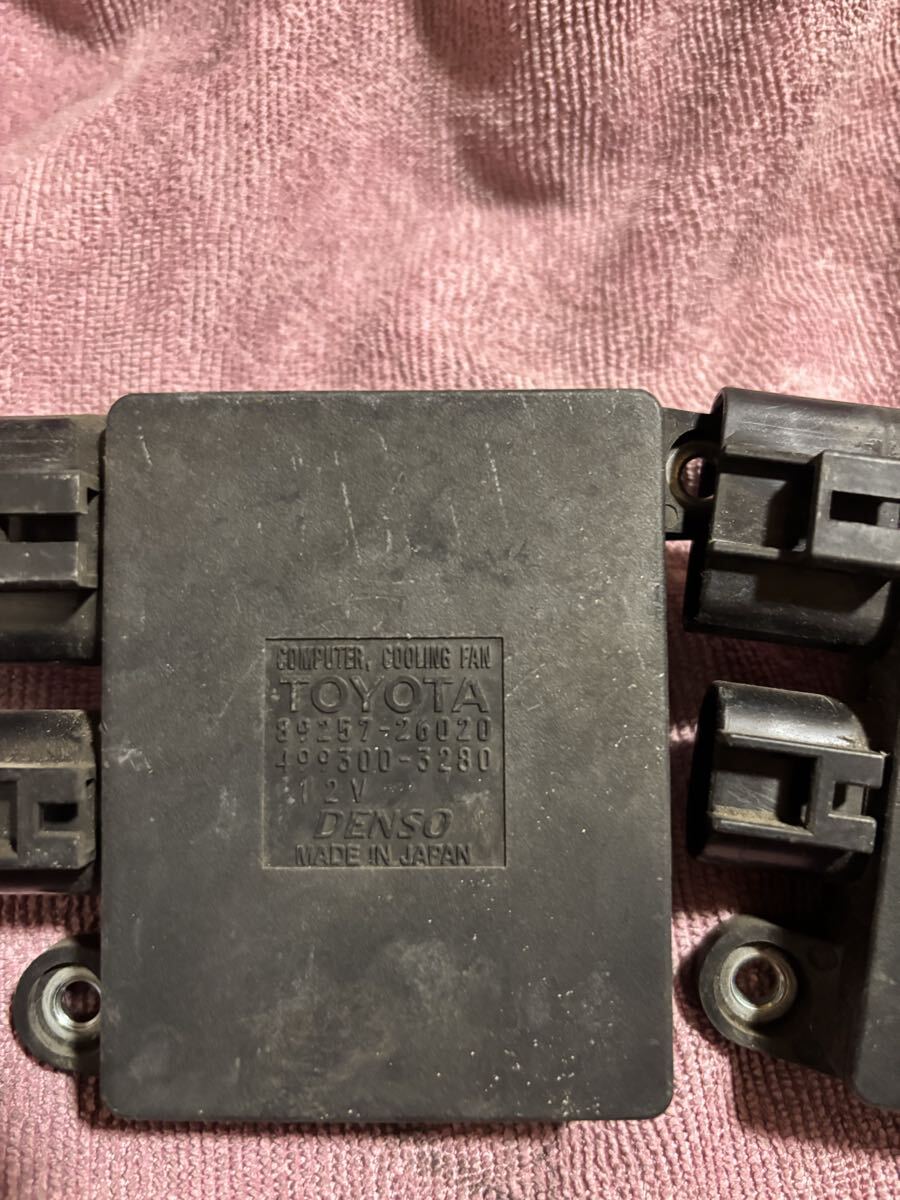 COMPUTER, COOLING FAN
TOYOTA
89257-26020
499300-3280
12V
DENSO
MADE IN JAPAN